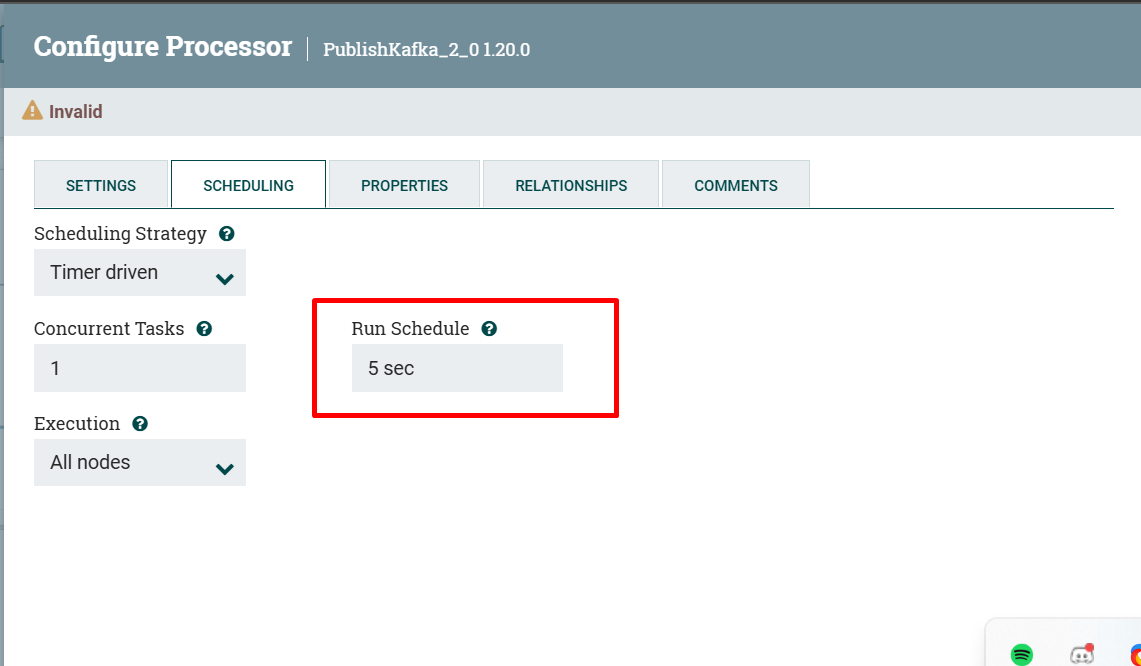 Configure Processor | PublishKafka_2_0 1.20.0
Invalid
SETTINGS SCHEDULING PROPERTIES RELATIONSHIPS COMMENTS
Scheduling Strategy
Timer driven
Concurrent Tasks Run Schedule
1 5 sec
Execution
All nodes